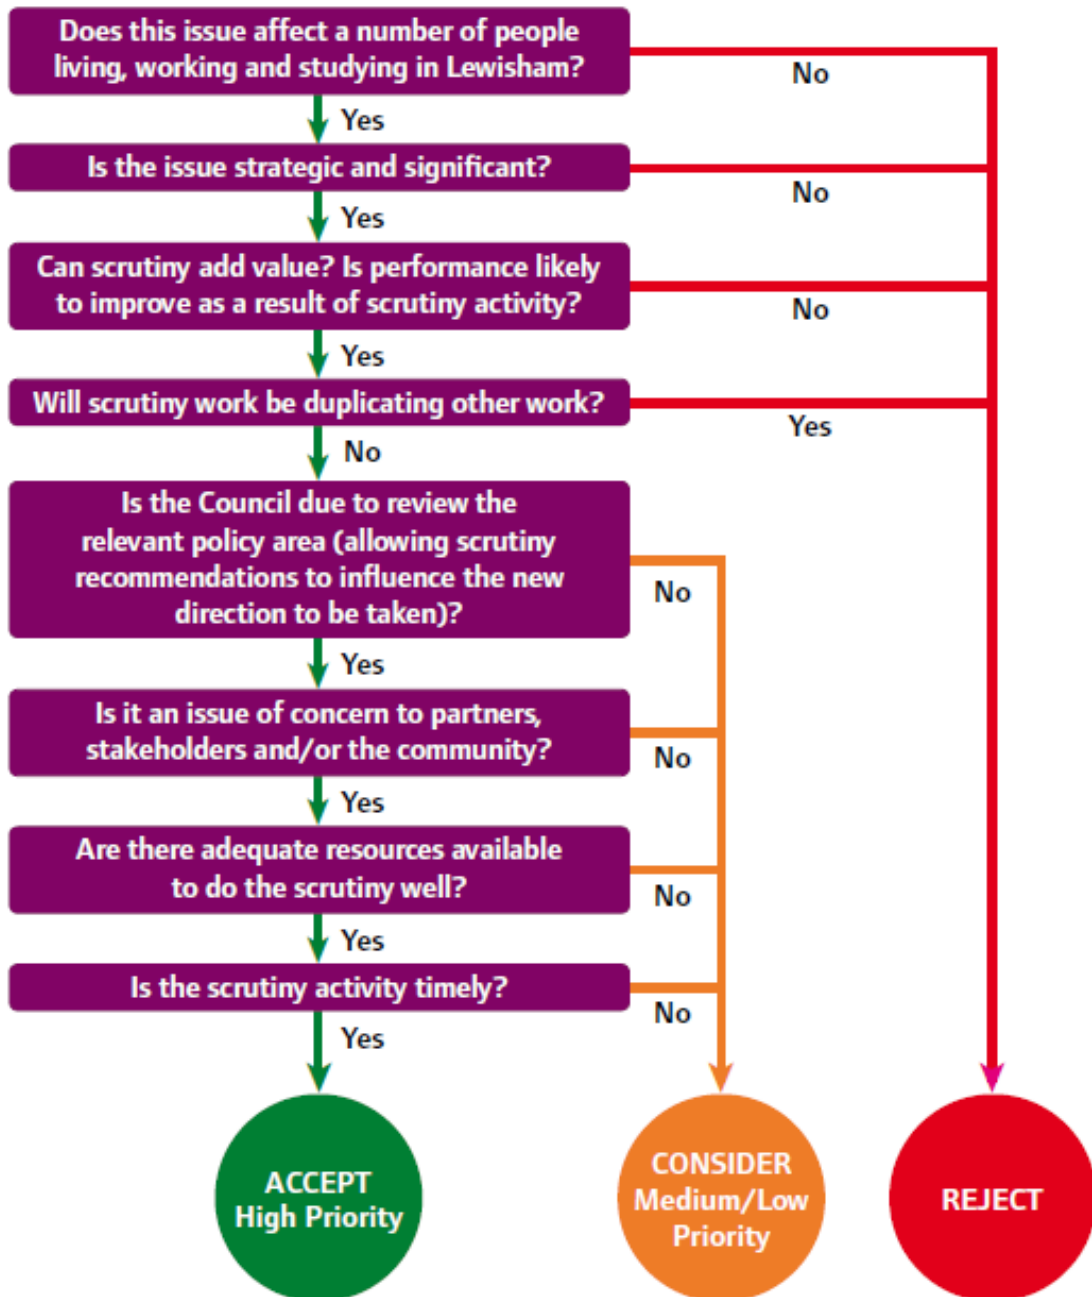 Does this issue affect a number of people
living, working and studying in Lewisham?
No
Yes
Is the issue strategic and significant?
No
Yes
Can scrutiny add value? Is performance likely
to improve as a result of scrutiny activity?
No
Yes
Will scrutiny work be duplicating other work?
Yes
No
Is the Council due to review the
relevant policy area (allowing scrutiny
recommendations to influence the new
direction to be taken)?
No
Yes
Is it an issue of concern to partners,
stakeholders and/or the community?
No
Yes
Are there adequate resources available
to do the scrutiny well?
No
Yes
Is the scrutiny activity timely?
No
Yes
ACCEPT
High Priority
CONSIDER
Medium/Low
Priority
REJECT